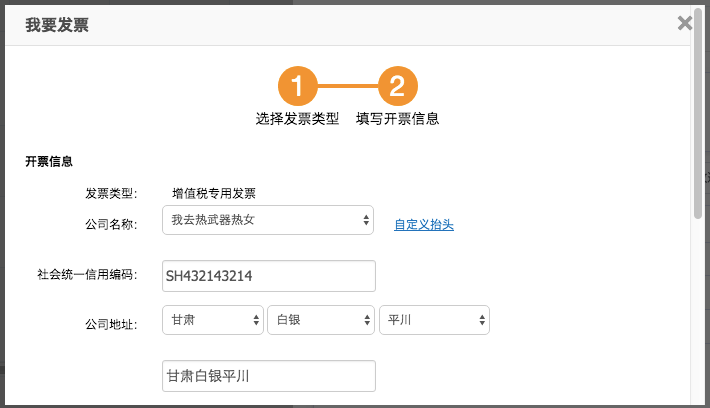 我要发票
1 2
选择发票类型 填写开票信息
开票信息
发票类型： 增值税专用发票
公司名称： 我去热武器热女 自定义抬头
社会统一信用编码： SH432143214
公司地址： 甘肃 白银 平川
甘肃白银平川